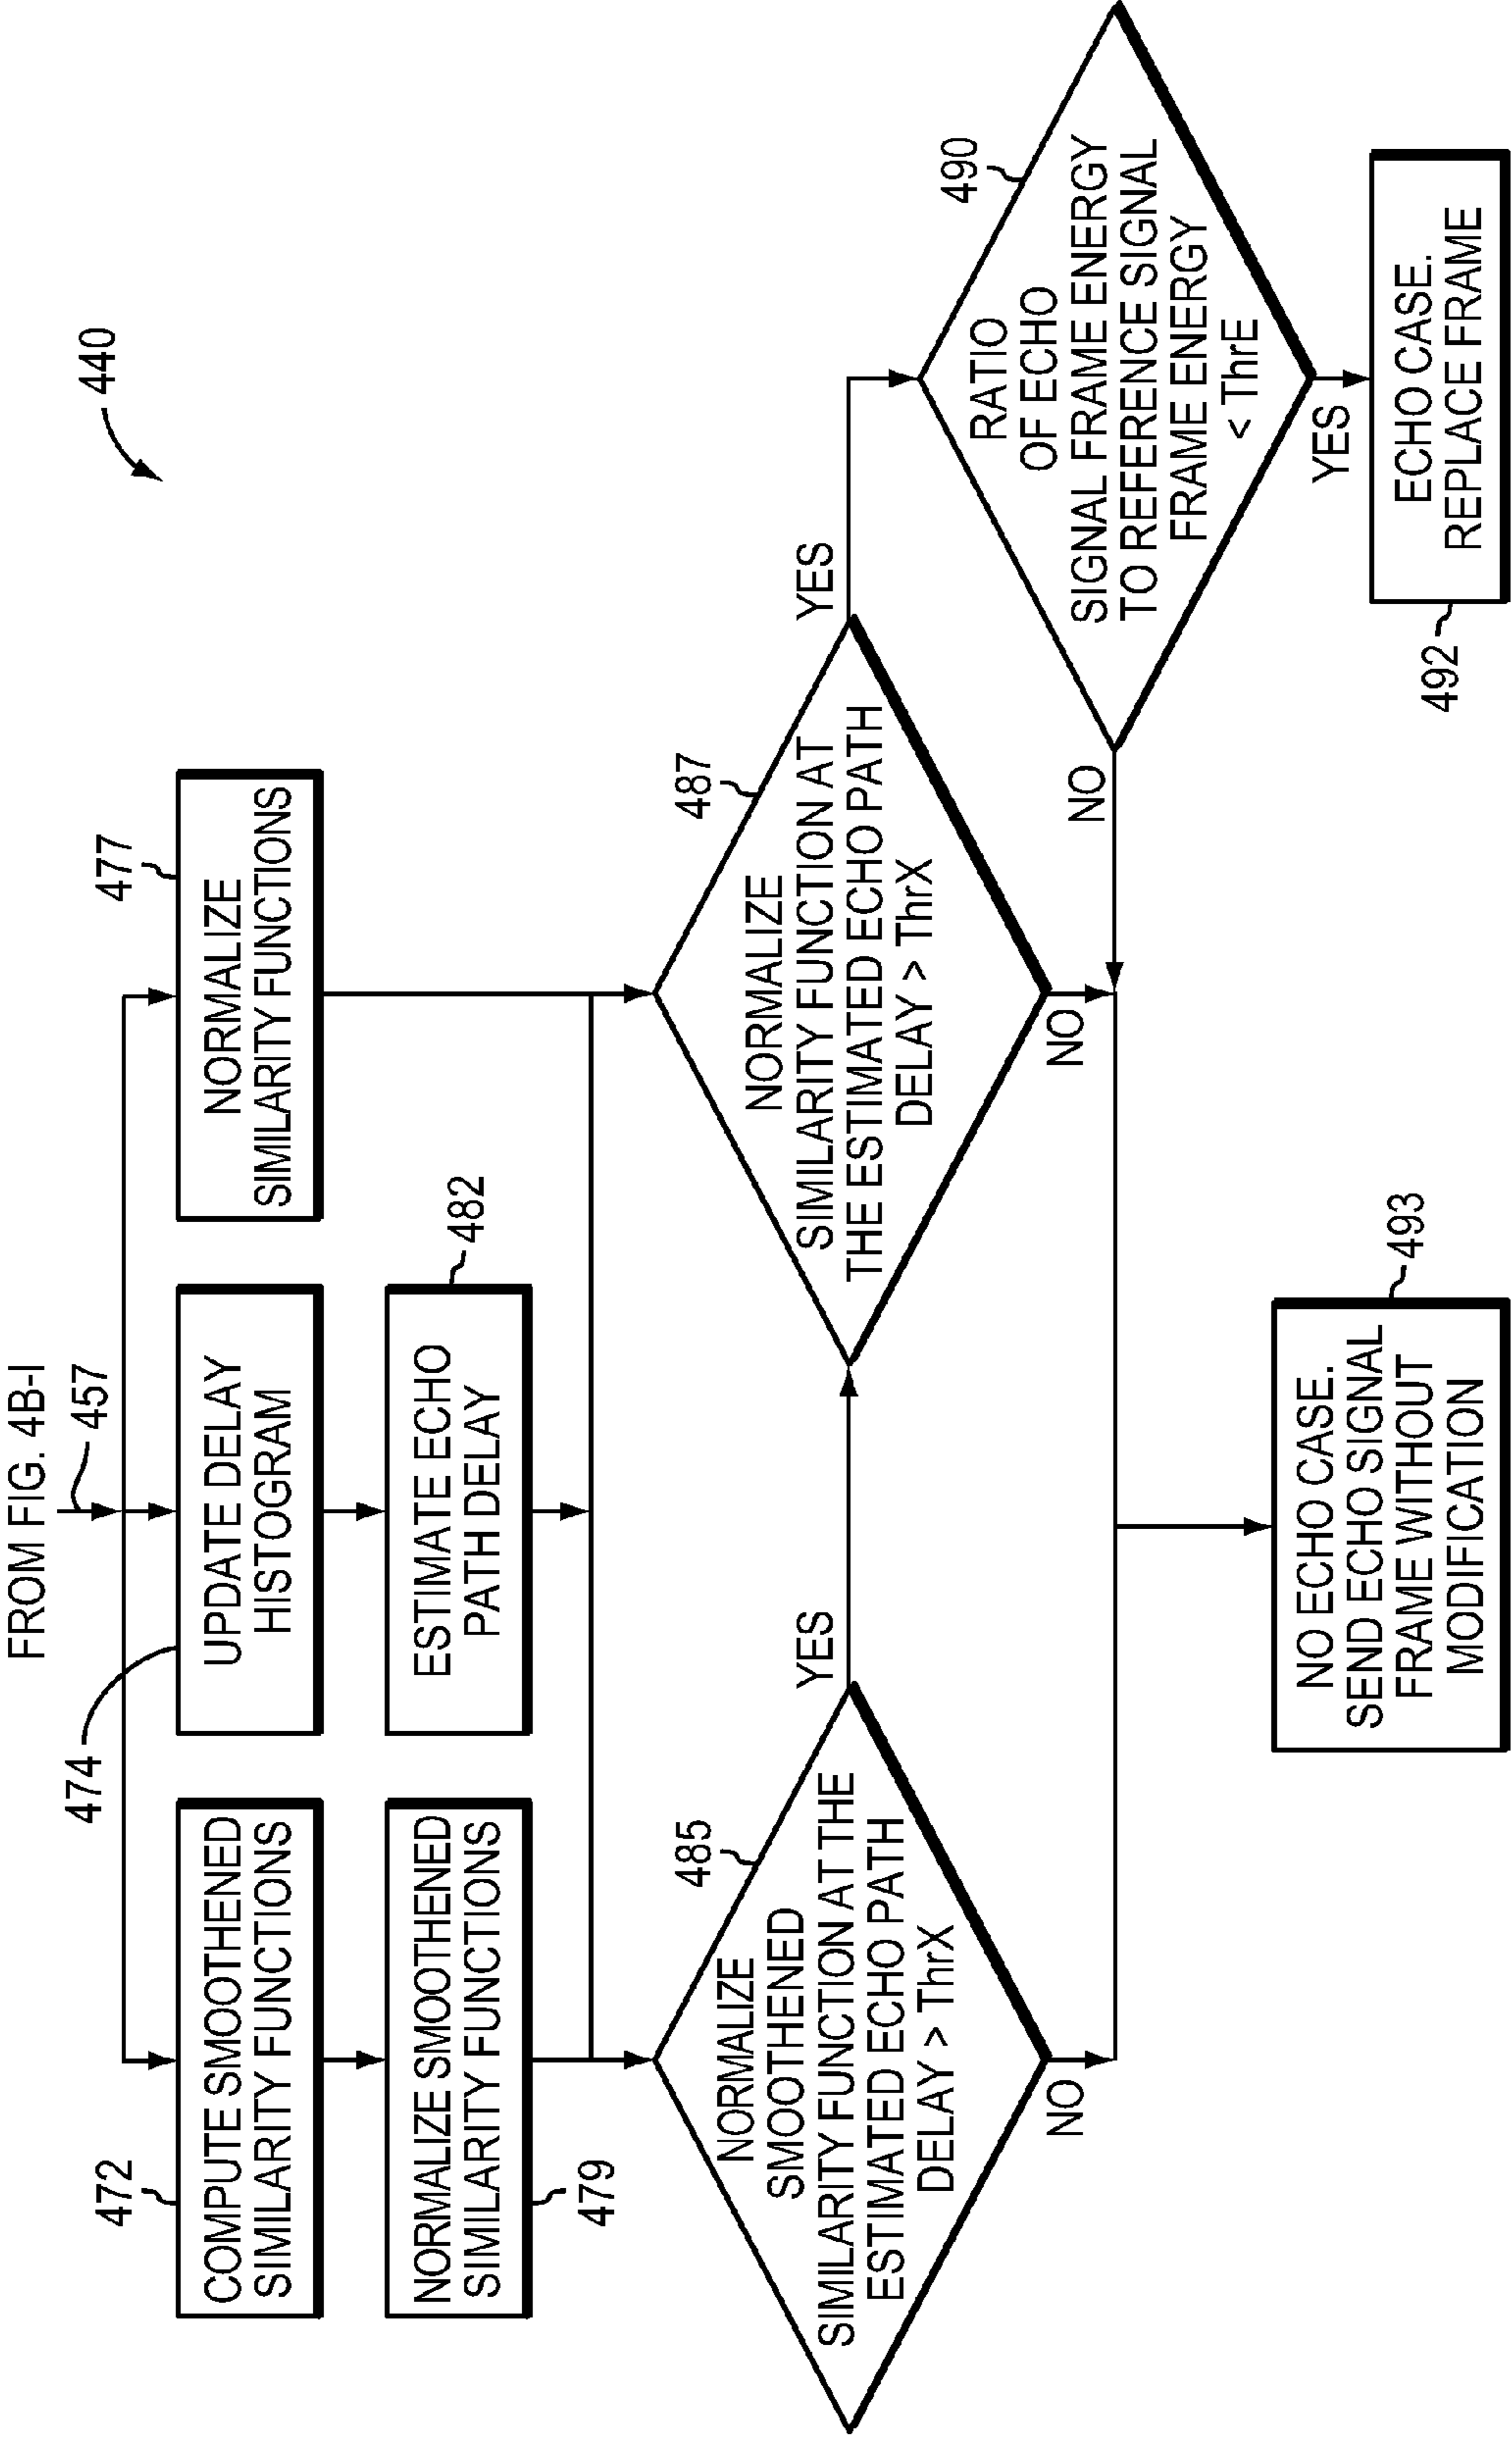 440
FROM FIG. 4B-I
457
474
472
COMPUTE SMOOTHENED
SIMILARITY FUNCTIONS
UPDATE DELAY
HISTOGRAM
477
NORMALIZE
SIMILARITY FUNCTIONS
NORMALIZE SMOOTHENED
SIMILARITY FUNCTIONS
479
ESTIMATE ECHO
PATH DELAY
482
485
NORMALIZE
SMOOTHENED
SIMILARITY FUNCTION AT THE
ESTIMATED ECHO PATH
DELAY > ThrX
YES
NO
487
NORMALIZE
SIMILARITY FUNCTION AT
THE ESTIMATED ECHO PATH
DELAY > ThrX
YES
NO
490
RATIO
OF ECHO
SIGNAL FRAME ENERGY
TO REFERENCE SIGNAL
FRAME ENERGY
< ThrE
NO
YES
493
NO ECHO CASE.
SEND ECHO SIGNAL
FRAME WITHOUT
MODIFICATION
492
ECHO CASE.
REPLACE FRAME